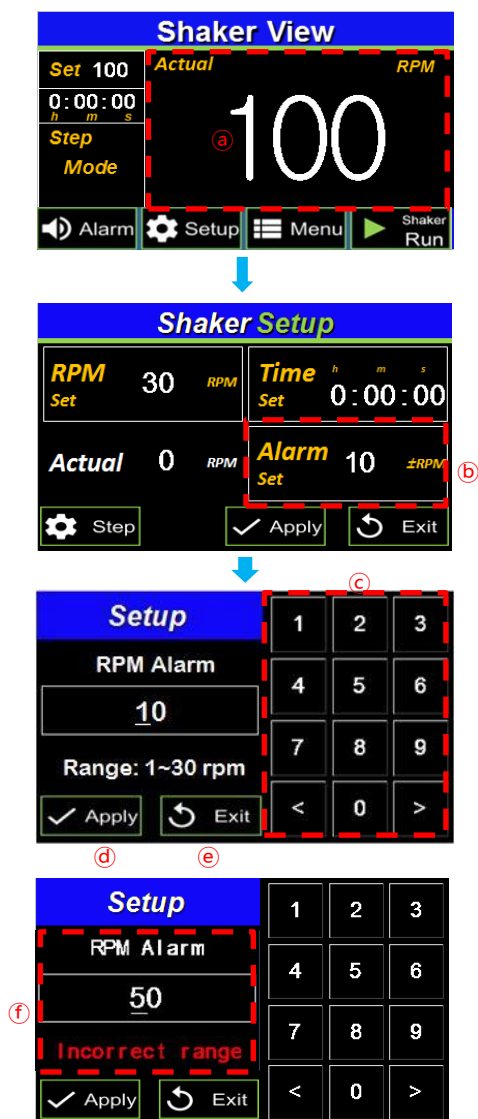 Shaker View
Set 100
Actual
RPM
0:00:00
h m s
Step
Mode
ⓐ
100
Alarm
Setup
Menu
Shaker
Run
Shaker Setup
RPM
Set
30
RPM
Time
Set
h m s
0:00:00
Actual
0
RPM
Alarm
Set
10
±RPM
ⓑ
Step
Apply
Exit
ⓒ
Setup
RPM Alarm
10
Range: 1~30 rpm
Apply
Exit
1 2 3
4 5 6
7 8 9
< 0 >
ⓓ
ⓔ
Setup
RPM Alarm
50
ⓕ
Incorrect range
Apply
Exit
1 2 3
4 5 6
7 8 9
< 0 >